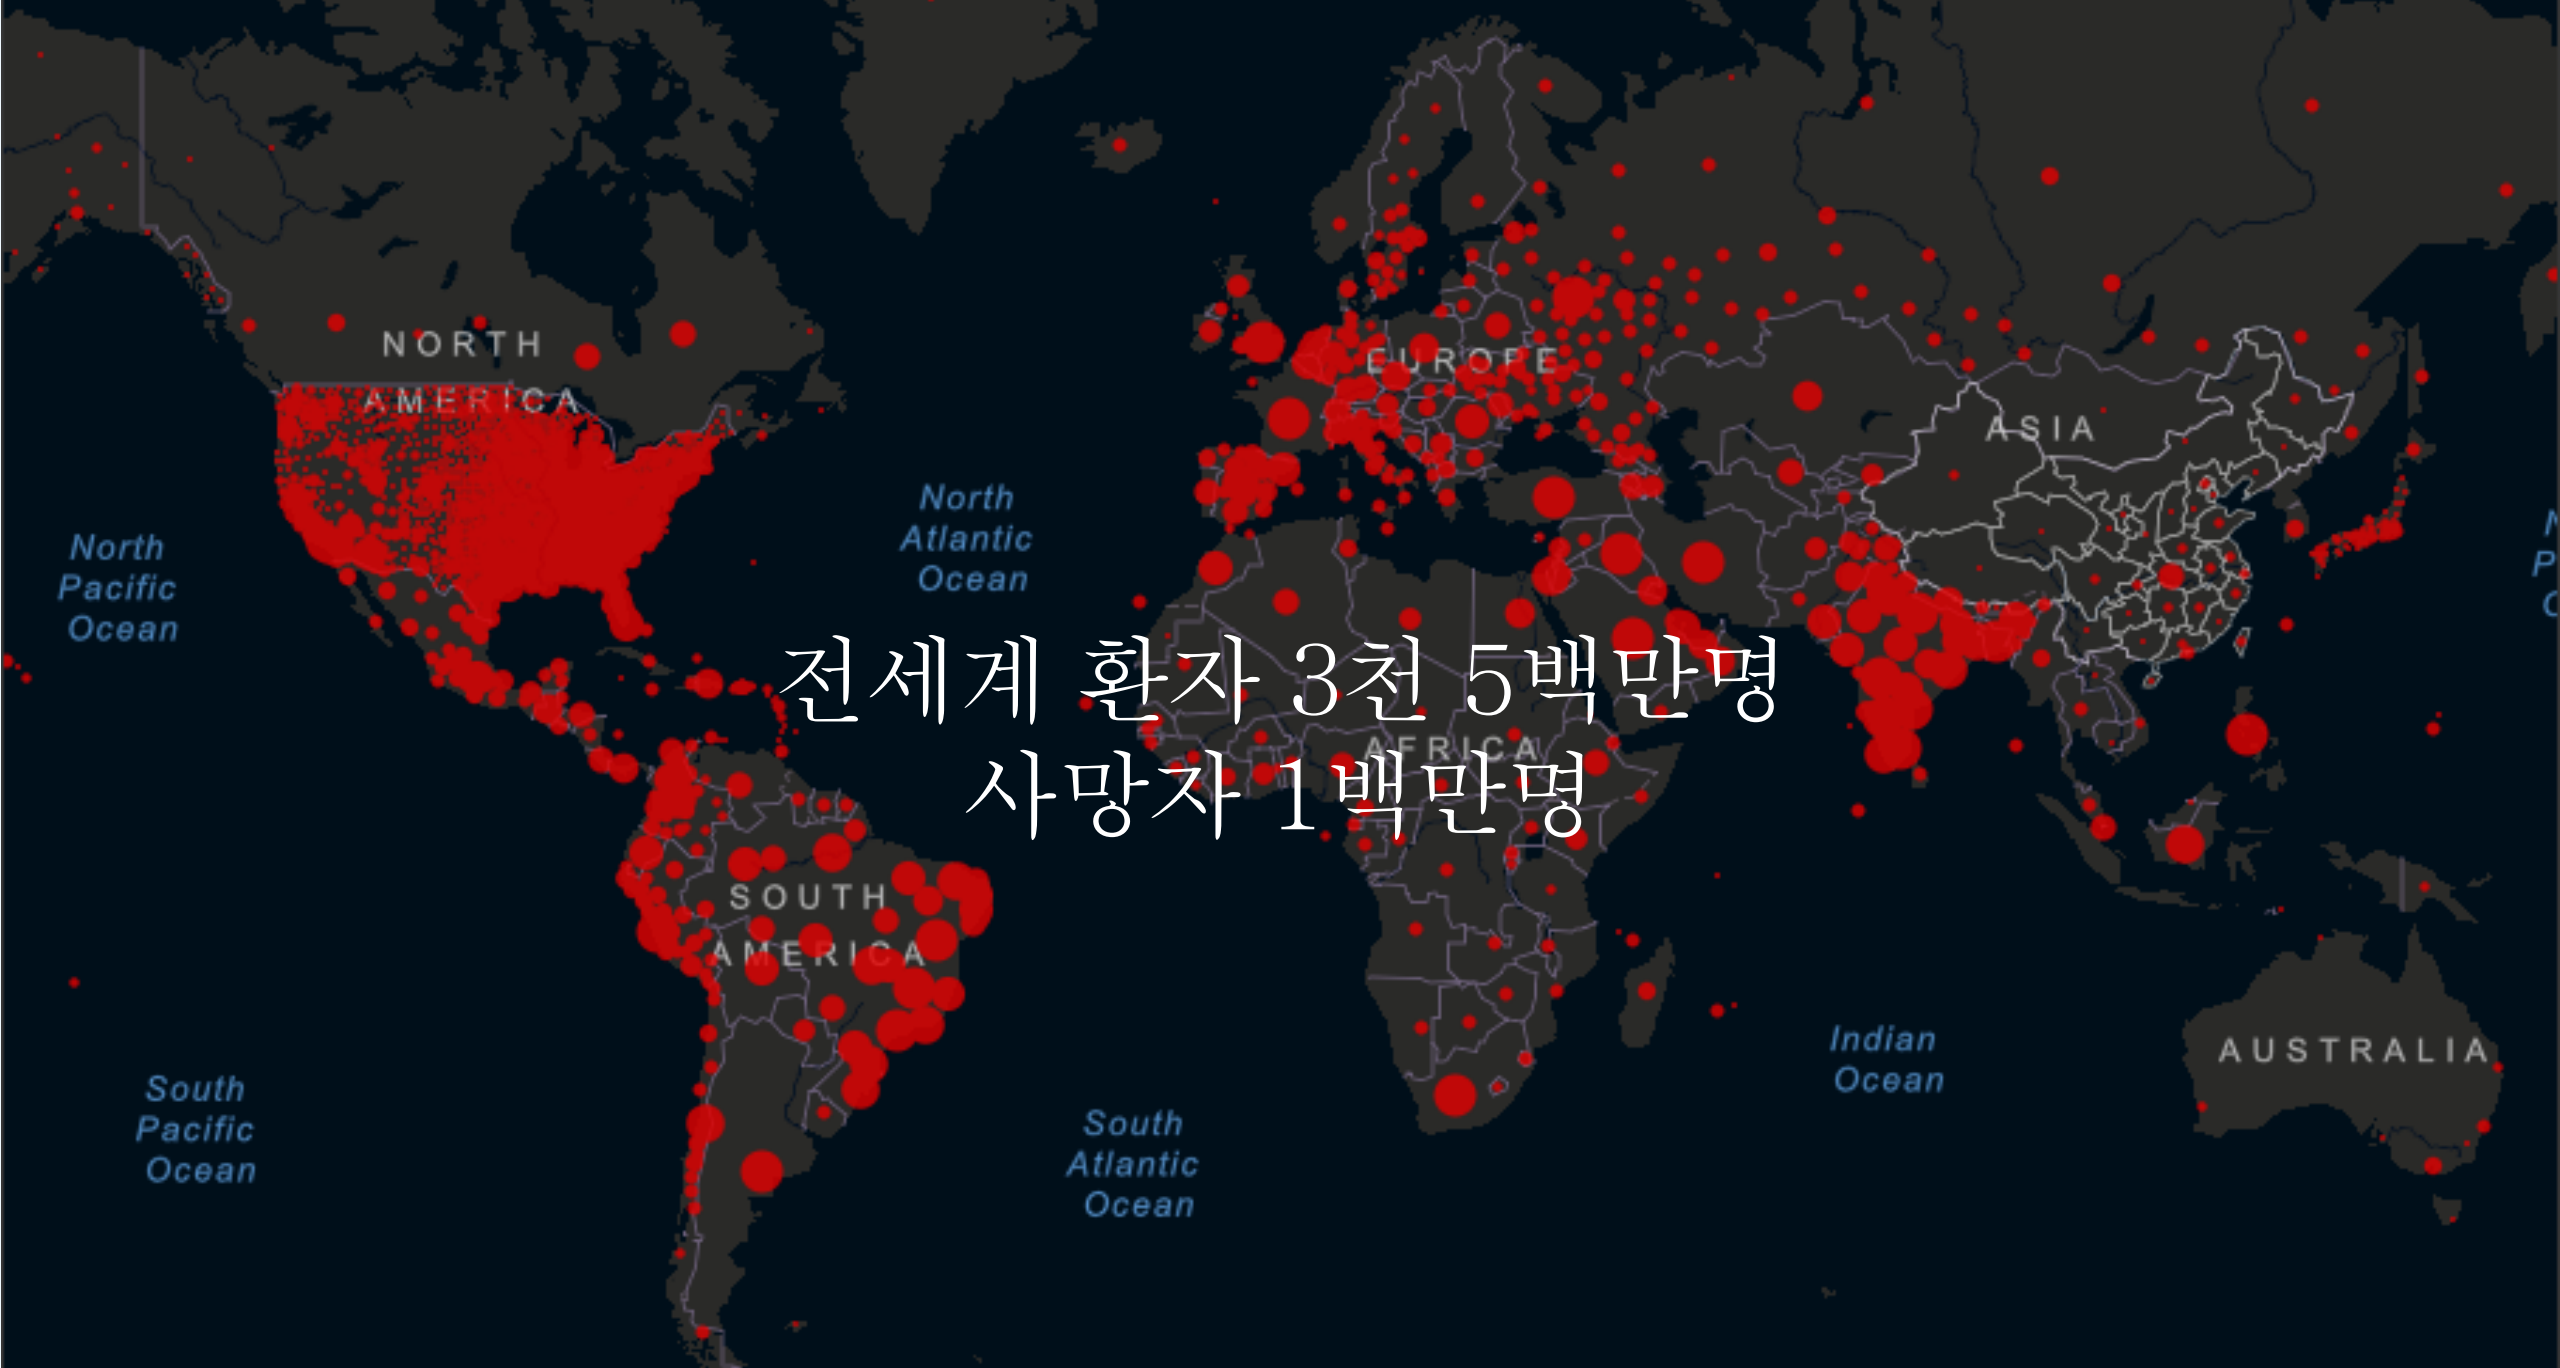 NORTH
AMERICA
EUROPE
ASIA
North
Pacific
Ocean
North
Atlantic
Ocean
전세계 환자 3천 5백만명
사망자 1백만명
AFRICA
SOUTH
AMERICA
Indian
Ocean
AUSTRALIA
South
Pacific
Ocean
South
Atlantic
Ocean